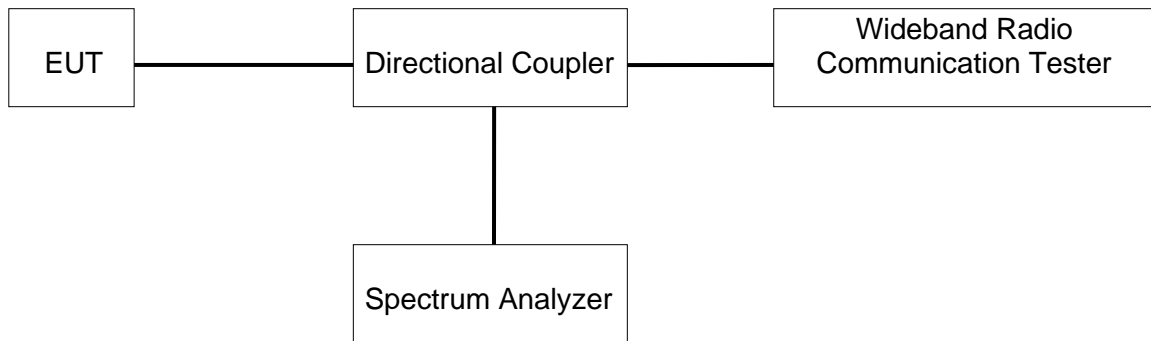 EUT
Directional Coupler
Wideband Radio
Communication Tester
Spectrum Analyzer